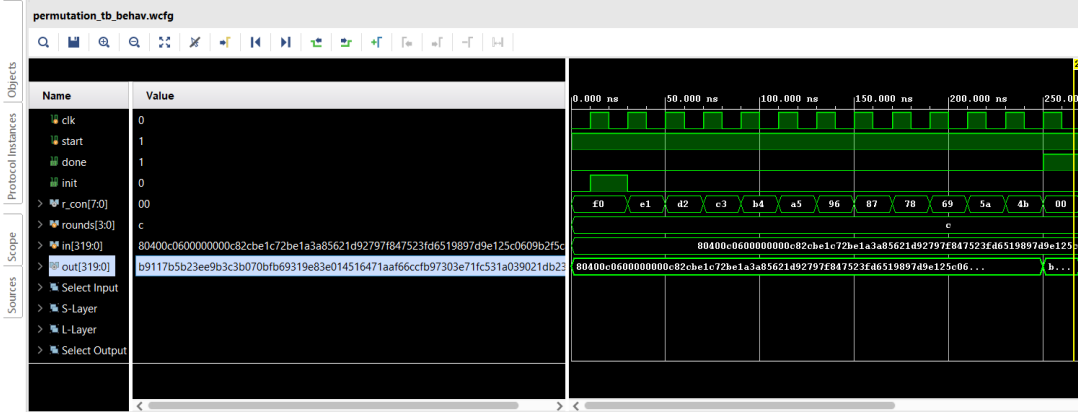 permutation_tb_behav.wcfg
Objects
Protocol Instances
Scope
Sources
Name Value
0.000 ns 50.000 ns 100.000 ns 150.000 ns 200.000 ns 250.00
clk 0
start 1
done 1
init 0
r_con[7:0] 00 f0 e1 d2 c3 b4 a5 96 87 78 69 5a 4b 00
rounds[3:0] c c
in[319:0] 80400c0600000000c82cbe1c72be1a3a85621d92797f847523fd6519897d9e125c0609b2f5c 80400c0600000000c82cbe1c72be1a3a85621d92797f847523fd6519897d9e125c
out[319:0] b9117b5b23ee9b3c3b070bfb69319e83e014516471aaf66ccfb97303e71fc531a039021db23 80400c0600000000c82cbe1c72be1a3a85621d92797f847523fd6519897d9e125c06... b...
Select Input
S-Layer
L-Layer
Select Output